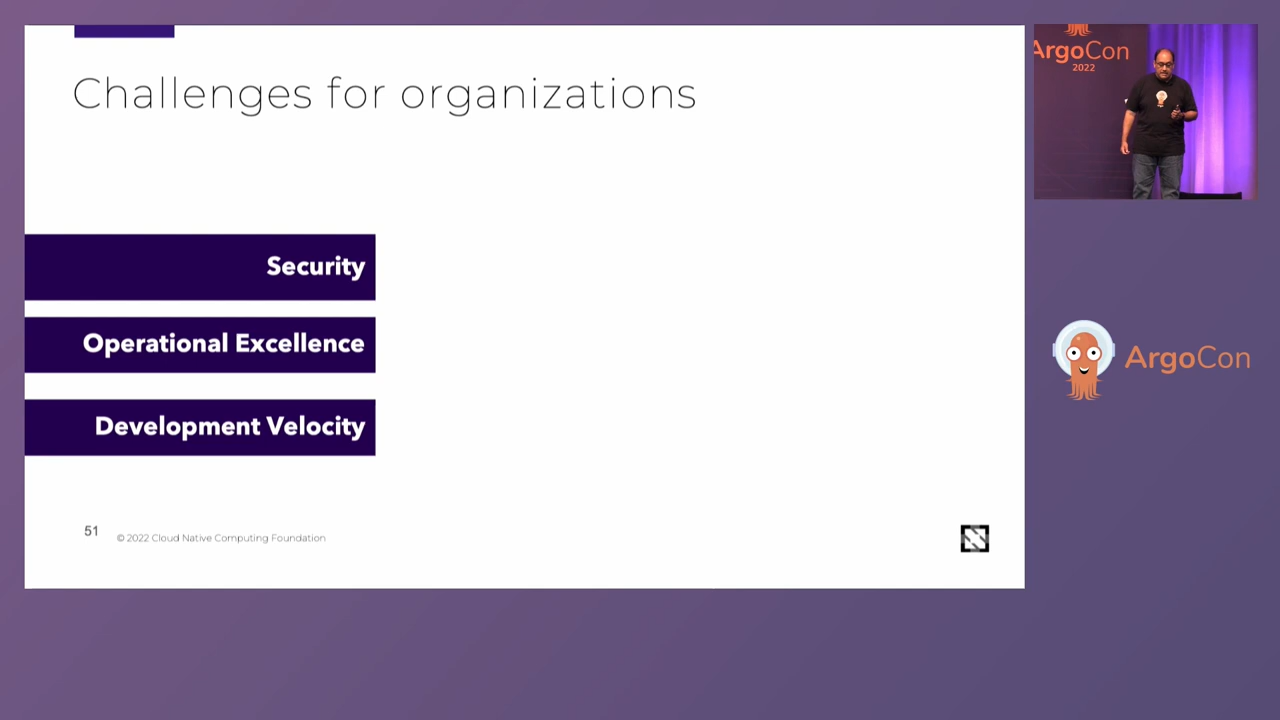 Challenges for organizations
Security
Operational Excellence
Development Velocity
51
© 2022 Cloud Native Computing Foundation
ArgoCon
2022
ArgoCon